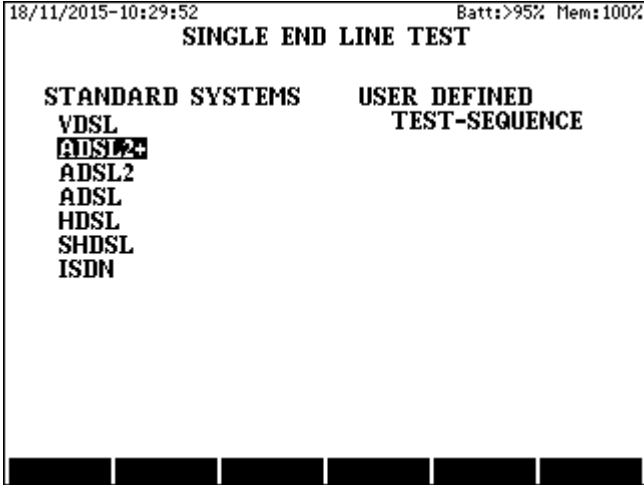 18/11/2015-10:29:52 Batt:>95% Mem:100%
SINGLE END LINE TEST
STANDARD SYSTEMS
VDSL
ADSL2+
ADSL2
ADSL
HDSL
SHDSL
ISDN
USER DEFINED
TEST-SEQUENCE